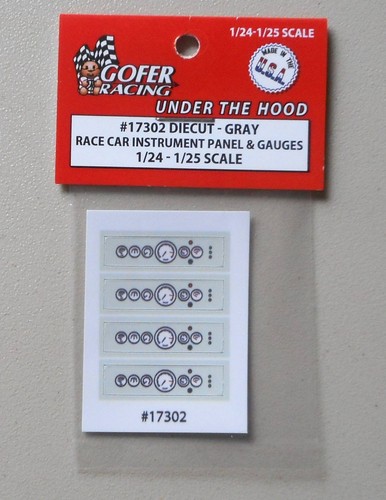 1/24-1/25 SCALE
GOFER
RACING
MADE IN THE
U.S.A.
UNDER THE HOOD
#17302 DIECUT - GRAY
RACE CAR INSTRUMENT PANEL & GAUGES
1/24 - 1/25 SCALE
#17302